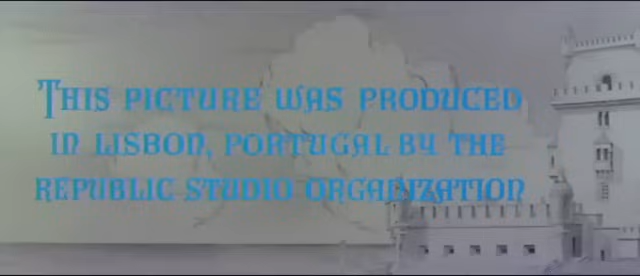 THIS PICTURE WAS PRODUCED
IN LISBON, PORTUGAL BY THE
REPUBLIC STUDIO ORGANIZATION